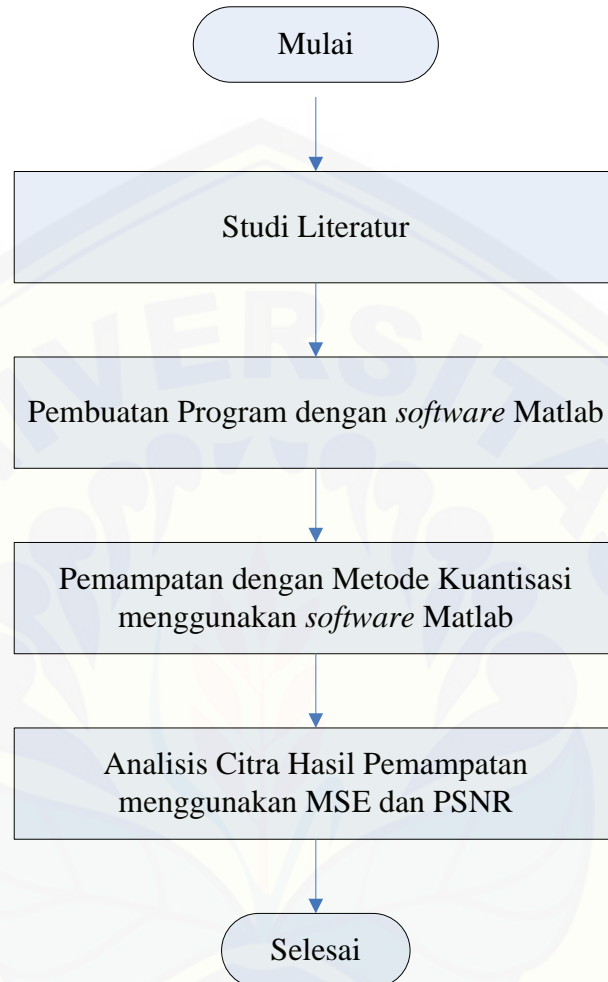 Mulai
Studi Literatur
Pembuatan Program dengan software Matlab
Pemampatan dengan Metode Kuantisasi
menggunakan software Matlab
Analisis Citra Hasil Pemampatan
menggunakan MSE dan PSNR
Selesai